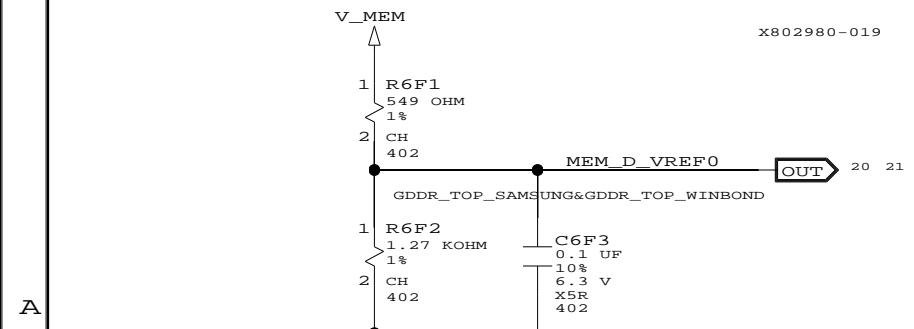 V_MEM
X802980-019
1 R6F1
549 OHM
1%
2 CH
402
MEM_D_VREF0
OUT 20 21
GDDR_TOP_SAMSUNG&GDDR_TOP_WINBOND
1 R6F2
1.27 KOHM
1%
2 CH
402
C6F3
0.1 UF
10%
6.3 V
X5R
402
A